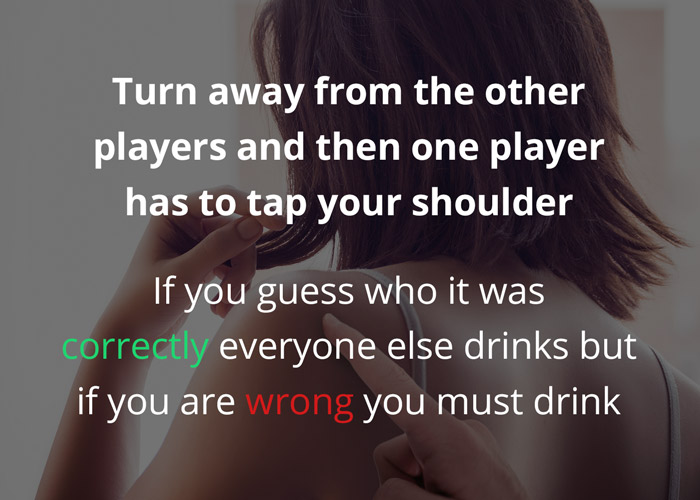 Turn away from the other
players and then one player
has to tap your shoulder
If you guess who it was
correctly everyone else drinks but
if you are wrong you must drink